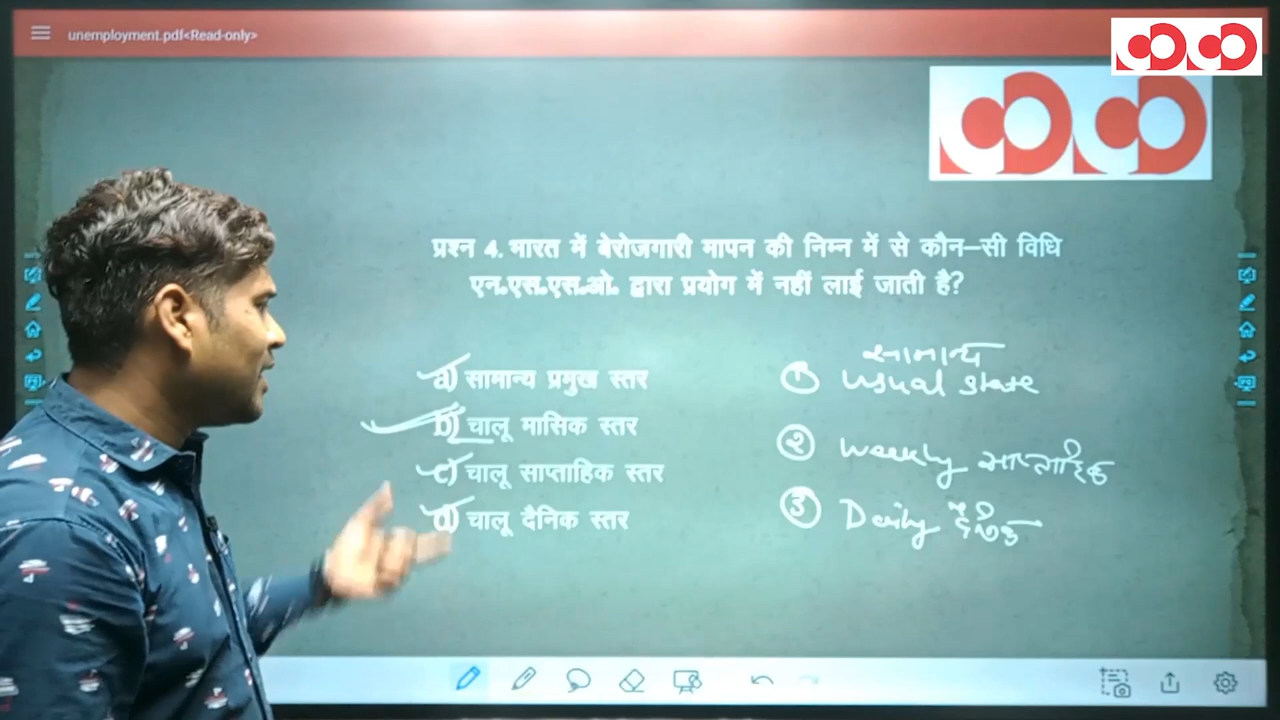 unemployment.pdf<Read-only>
प्रश्न 4. भारत में बेरोजगारी मापन की निम्न में से कौन–सी विधि
एन.एस.एस.ओ. द्वारा प्रयोग में नहीं लाई जाती है?
a) सामान्य प्रमुख स्तर
b) चालू मासिक स्तर
c) चालू साप्ताहिक स्तर
d) चालू दैनिक स्तर
सामान्य
1 usual state
2 Weekly साप्ताहिक
3 Daily दैनिक